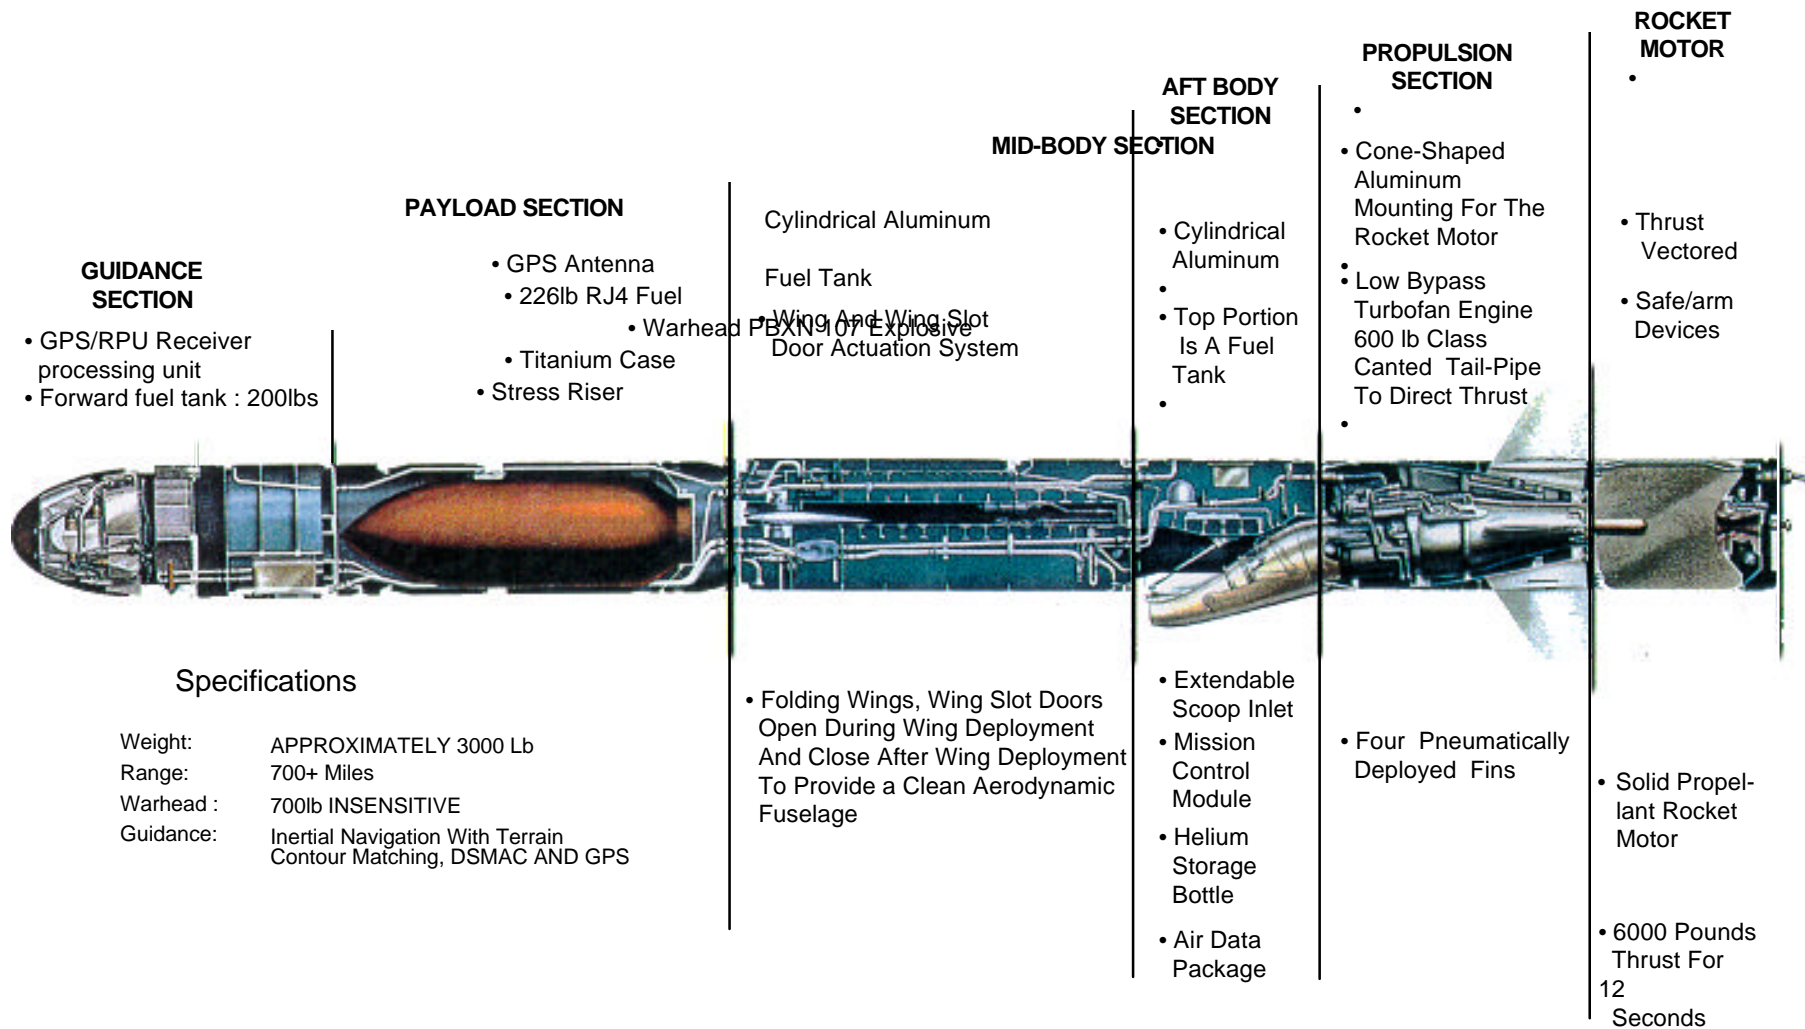 GUIDANCE
SECTION
• GPS/RPU Receiver
processing unit
• Forward fuel tank : 200lbs
PAYLOAD SECTION
• GPS Antenna
• 226lb RJ4 Fuel
• Warhead PBXN 107 Explosive
• Titanium Case
• Stress Riser
MID-BODY SECTION
Cylindrical Aluminum
Fuel Tank
• Wing And Wing Slot
Door Actuation System
• Folding Wings, Wing Slot Doors
Open During Wing Deployment
And Close After Wing Deployment
To Provide a Clean Aerodynamic
Fuselage
AFT BODY
SECTION
•
• Cylindrical
Aluminum
•
• Top Portion
Is A Fuel
Tank
•
• Extendable
Scoop Inlet
• Mission
Control
Module
• Helium
Storage
Bottle
• Air Data
Package
PROPULSION
SECTION
•
• Cone-Shaped
Aluminum
Mounting For The
Rocket Motor
•
• Low Bypass
Turbofan Engine
600 lb Class
Canted Tail-Pipe
To Direct Thrust
•
• Four Pneumatically
Deployed Fins
ROCKET
MOTOR
•
• Thrust
Vectored
• Safe/arm
Devices
• Solid Propel-
lant Rocket
Motor
• 6000 Pounds
Thrust For
12
Seconds
Specifications
Weight: APPROXIMATELY 3000 Lb
Range: 700+ Miles
Warhead : 700lb INSENSITIVE
Guidance: Inertial Navigation With Terrain
Contour Matching, DSMAC AND GPS